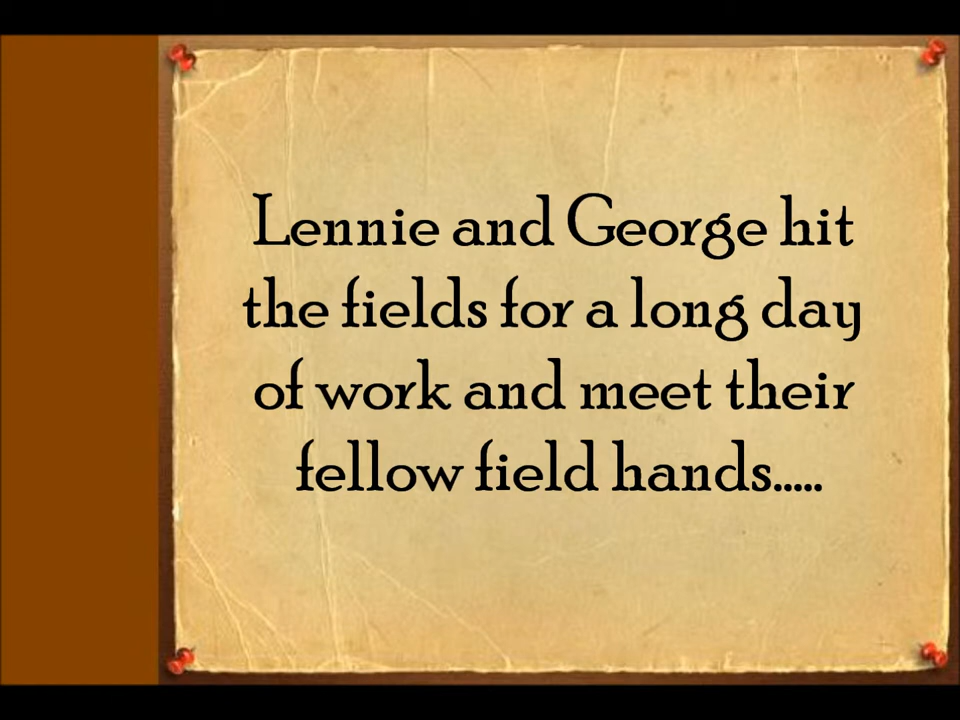 Lennie and George hit
the fields for a long day
of work and meet their
fellow field hands.....